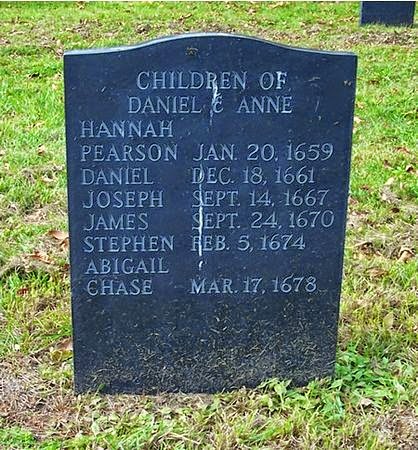 CHILDREN OF
DANIEL & ANNE
HANNAH
PEARSON JAN. 20, 1659
DANIEL DEC. 18, 1661
JOSEPH SEPT. 14, 1667
JAMES SEPT. 24, 1670
STEPHEN FEB. 5, 1674
ABIGAIL
CHASE MAR. 17, 1678